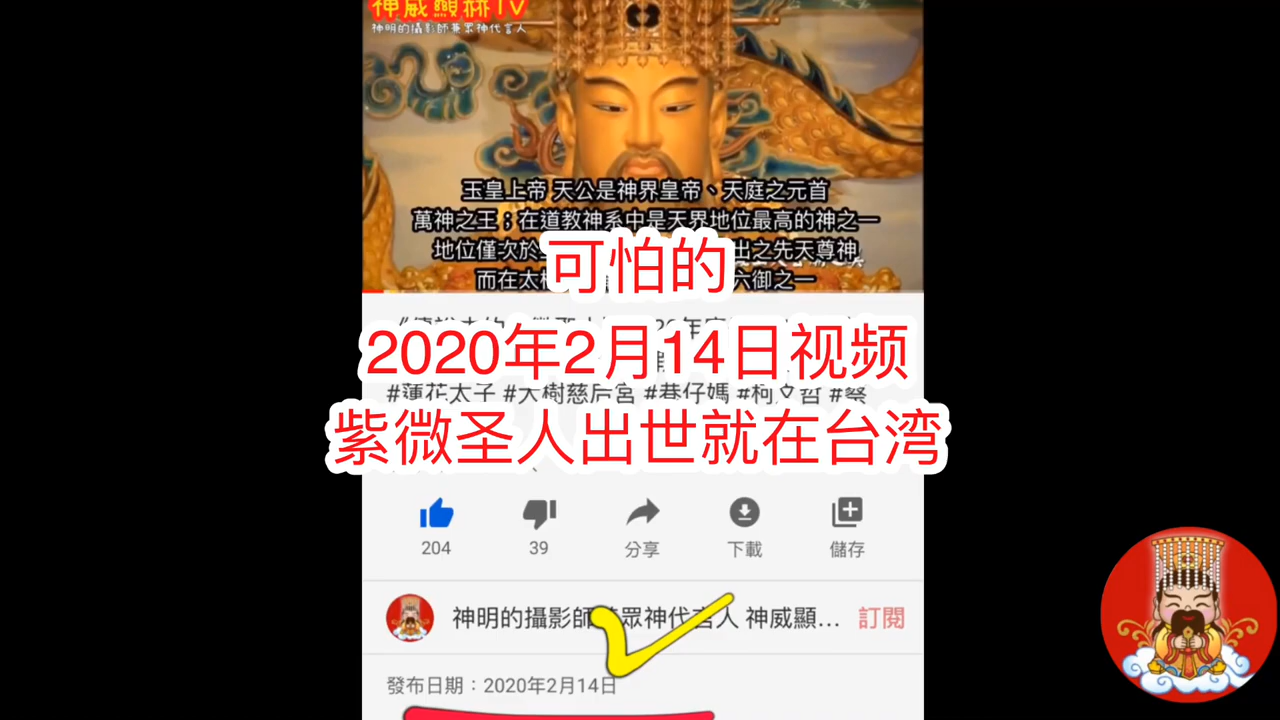 神威顯赫TV
神明的攝影師兼眾神代言人
玉皇上帝 天公是神界皇帝、天庭之元首
萬神之王；在道教神系中是天界地位最高的神之一
地位僅次於 出之先天尊神
而在太 六御之一
可怕的
2020年2月14日视频
#蓮花太子 #大樹慈后宮 #巷仔媽 #柯文哲 #蔡
紫微圣人出世就在台湾
204
39
分享
下載
儲存
神明的攝影師 眾神代言人 神威顯...
訂閱
發布日期：2020年2月14日